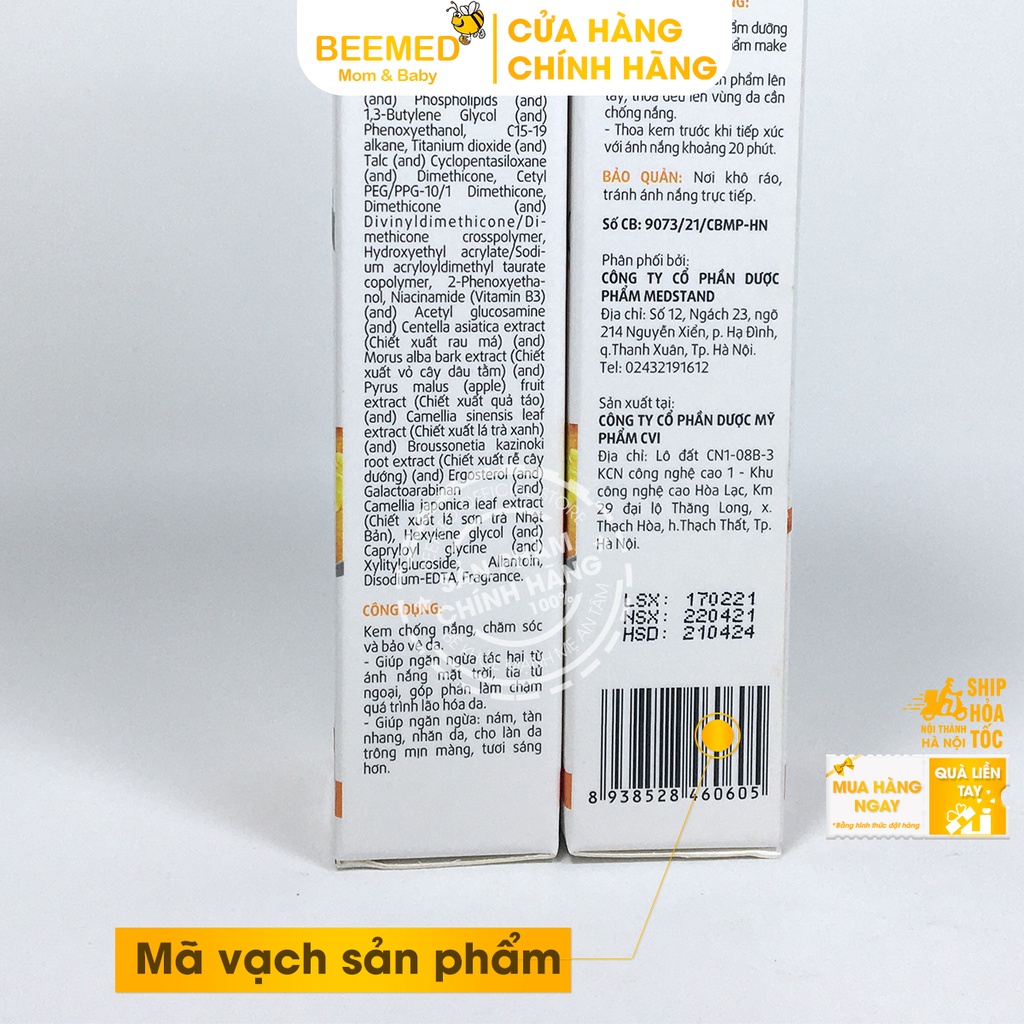 BEEMED
Mom & Baby
CỬA HÀNG
CHÍNH HÃNG
(and) Phospholipids (and)
1,3-Butylene Glycol (and)
Phenoxyethanol, C15-19
alkane, Titanium dioxide (and)
Talc (and) Cyclopentasiloxane
(and) Dimethicone, Cetyl
PEG/PPG-10/1 Dimethicone,
Dimethicone (and)
Divinyldimethicone/Di-
methicone crosspolymer,
Hydroxyethyl acrylate/Sodi-
um acryloyldimethyl taurate
copolymer, 2-Phenoxyetha-
nol, Niacinamide (Vitamin B3)
(and) Acetyl glucosamine
(and) Centella asiatica extract
(Chiết xuất rau má) (and)
Morus alba bark extract (Chiết
xuất vỏ cây dâu tằm) (and)
Pyrus malus (apple) fruit
extract (Chiết xuất quả táo)
(and) Camellia sinensis leaf
extract (Chiết xuất lá trà xanh)
(and) Broussonetia kazinoki
root extract (Chiết xuất rễ cây
dướng) (and) Ergosterol (and)
Galactoarabinan (and)
Camellia japonica leaf extract
(Chiết xuất lá sơn trà Nhật
Bản), Hexylene glycol (and)
Capryloyl glycine (and)
Xylitylglucoside, Allantoin,
Disodium-EDTA, Fragrance.
CÔNG DỤNG:
Kem chống nắng, chăm sóc
và bảo vệ da.
- Giúp ngăn ngừa tác hại từ
ánh nắng mặt trời, tia tử
ngoại, góp phần làm chậm
quá trình lão hóa da.
- Giúp ngăn ngừa: nám, tàn
nhang, nhăn da, cho làn da
trông mịn màng, tươi sáng
hơn.
dưỡng
make
phẩm lên
tay, thoa đều lên vùng da cần
chống nắng.
- Thoa kem trước khi tiếp xúc
với ánh nắng khoảng 20 phút.
BẢO QUẢN: Nơi khô ráo,
tránh ánh nắng trực tiếp.
Số CB: 9073/21/CBMP-HN
Phân phối bởi:
CÔNG TY CỔ PHẦN DƯỢC
PHẨM MEDSTAND
Địa chỉ: Số 12, Ngách 23, ngõ
214 Nguyễn Xiển, p. Hạ Đình,
q.Thanh Xuân, Tp. Hà Nội.
Tel: 02432191612
Sản xuất tại:
CÔNG TY CỔ PHẦN DƯỢC MỸ
PHẨM CVI
Địa chỉ: Lô đất CN1-08B-3
KCN công nghệ cao 1 - Khu
công nghệ cao Hòa Lạc, Km
29 đại lộ Thăng Long, x.
Thạch Hòa, h.Thạch Thất, Tp.
Hà Nội.
LSX: 170221
NSX: 220421
HSD: 210424
8 938528 460605
SẢN PHẨM
CHÍNH HÃNG
100%
SHIP
HỎA
TỐC
NỘI THÀNH
HÀ NỘI
MUA HÀNG
NGAY
*Bằng hình thức đặt hàng
QUÀ LIỀN
TAY
Mã vạch sản phẩm